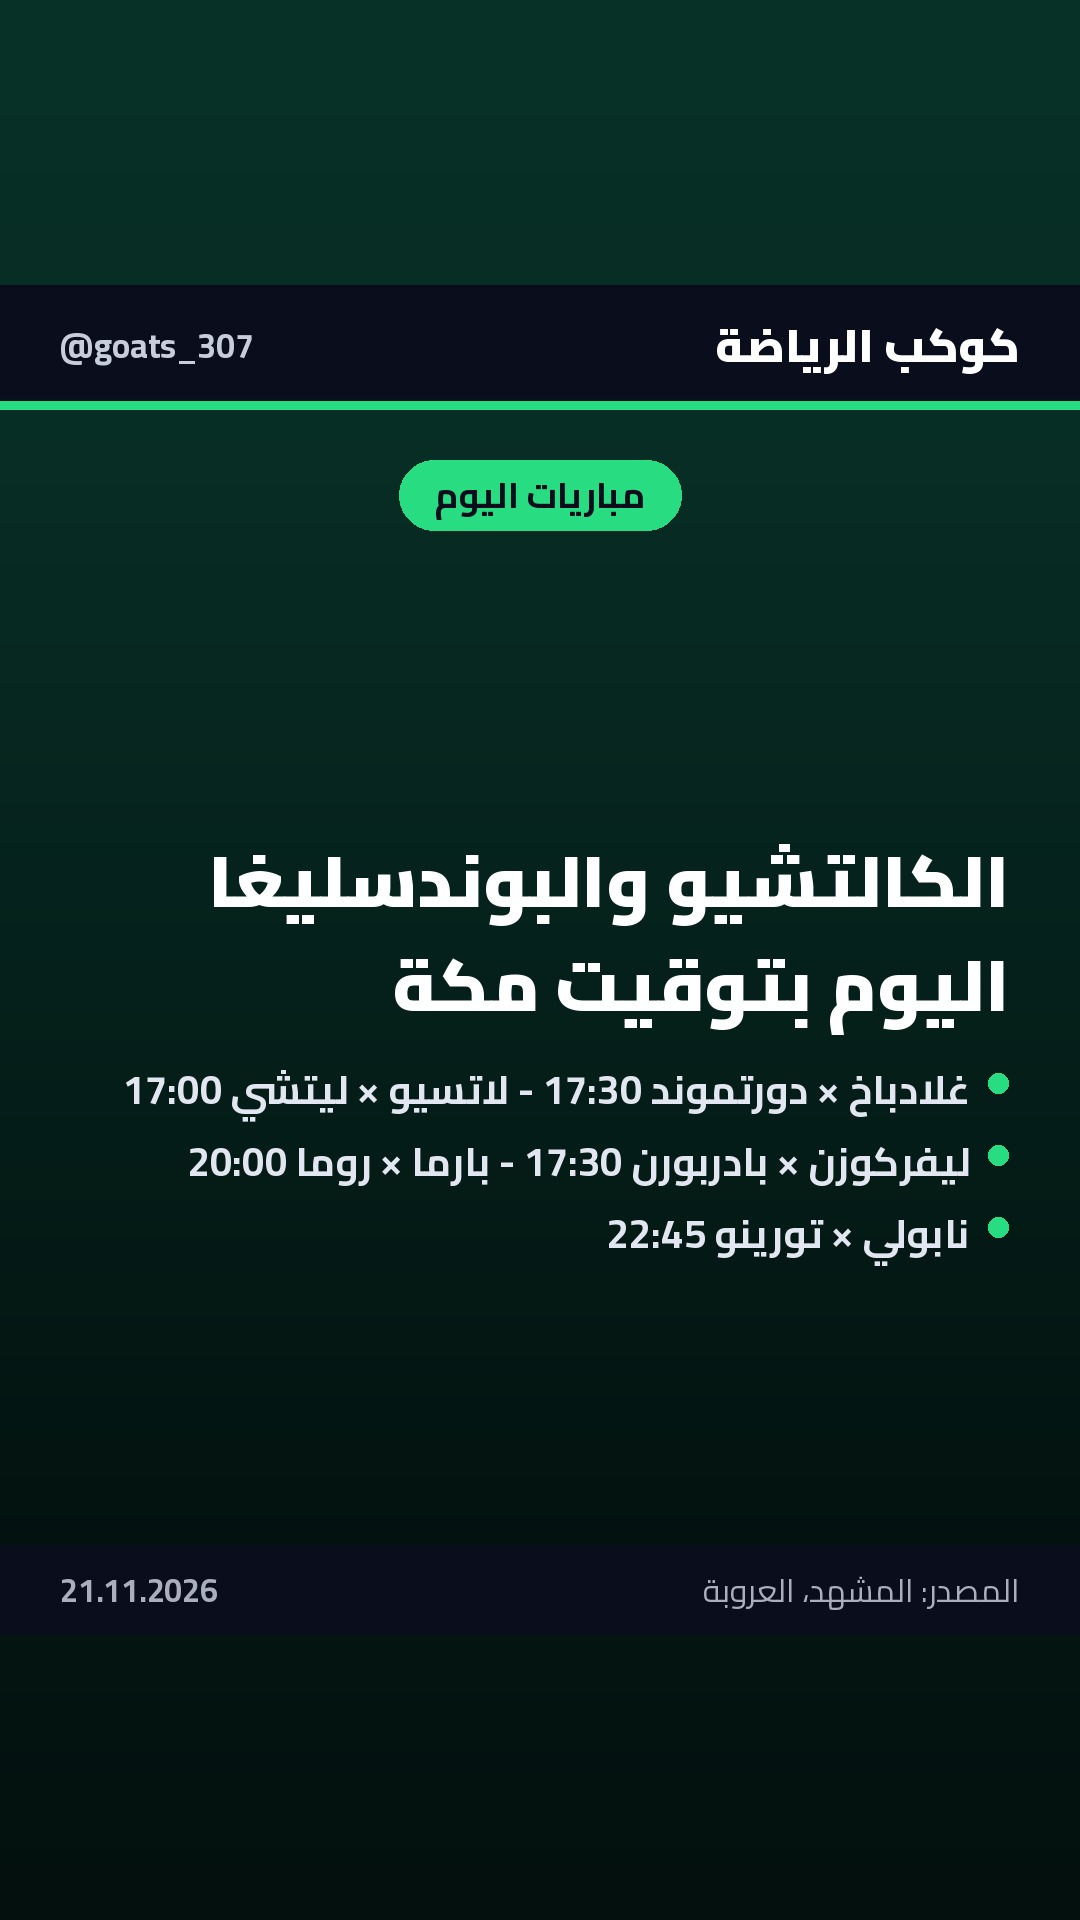 كوكب الرياضة
@goats_307
مباريات اليوم
الكالتشيو والبوندسليغا
اليوم بتوقيت مكة
غلادباخ × دورتموند 17:30 - لاتسيو × ليتشي 17:00
ليفركوزن × بادربورن 17:30 - بارما × روما 20:00
نابولي × تورينو 22:45
المصدر: المشهد، العروبة
21.11.2026